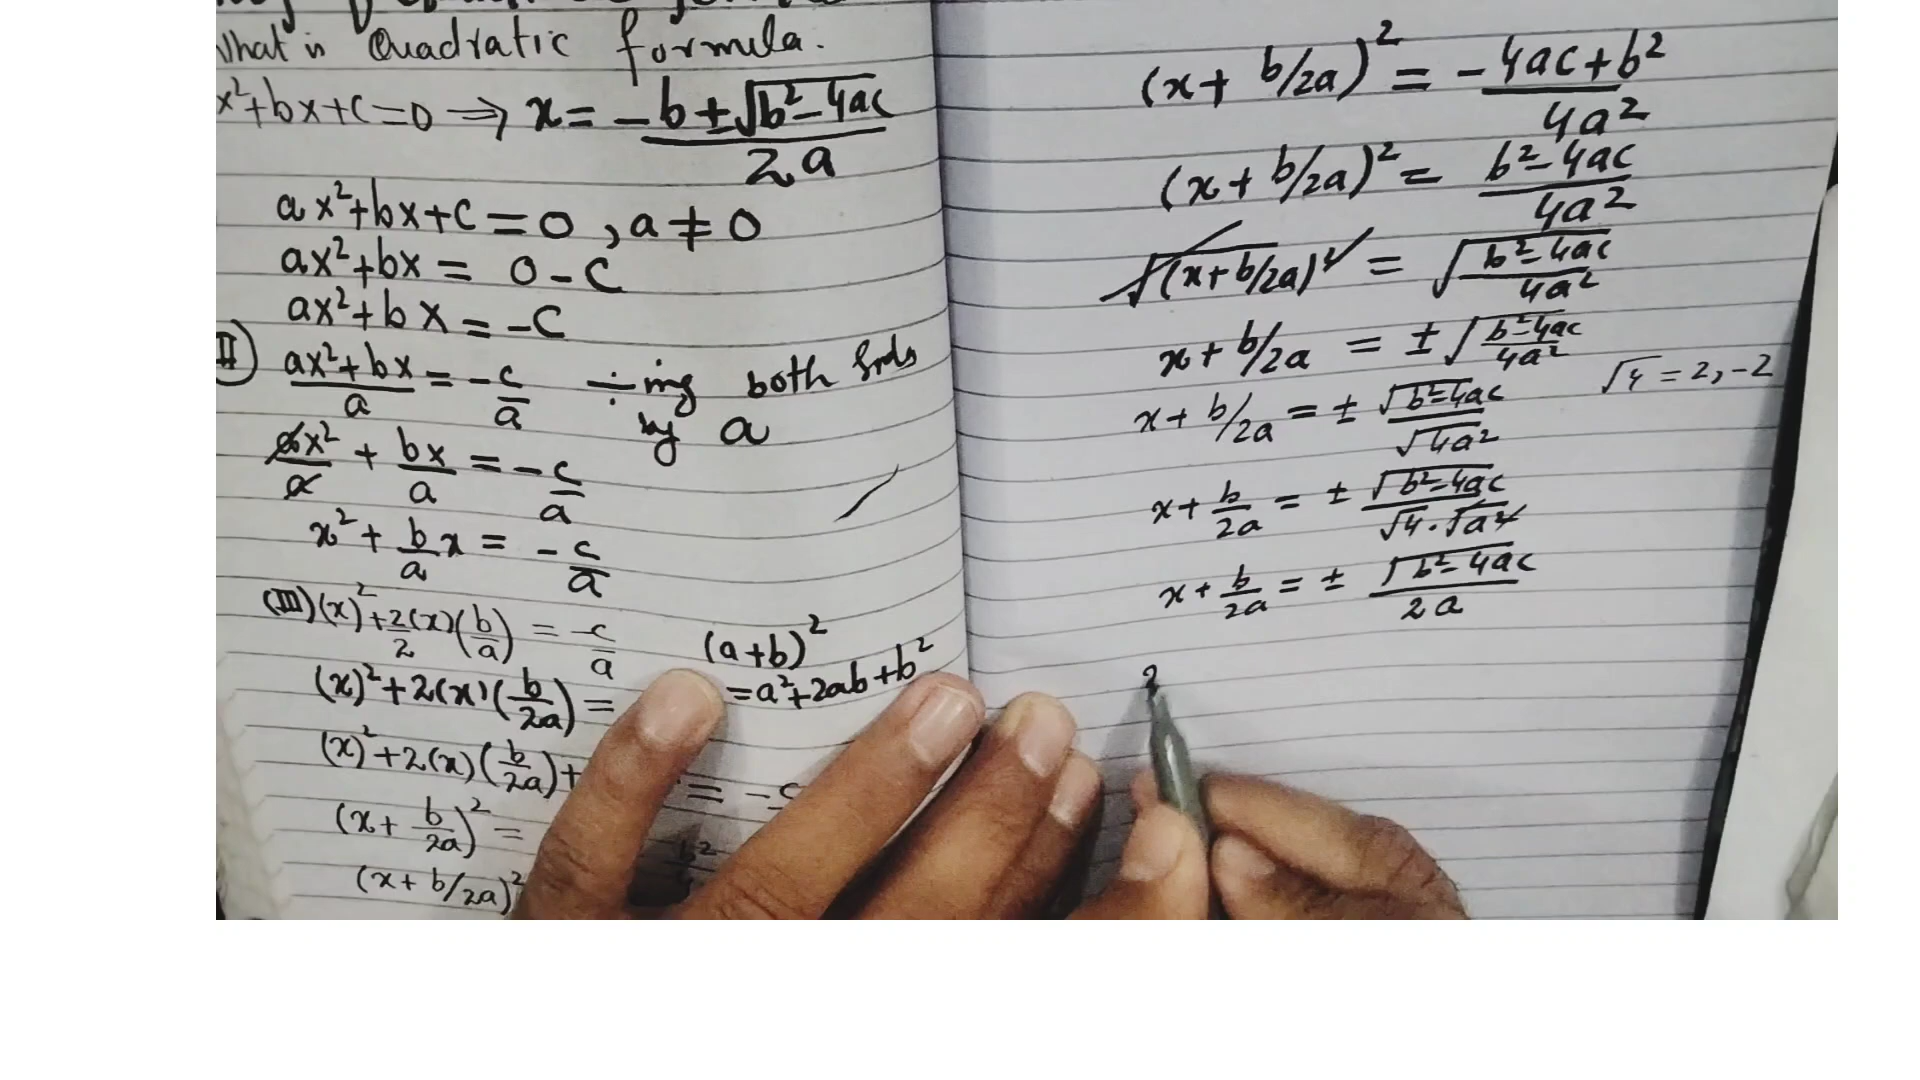 What is Quadratic formula.
x²+bx+c=0 ⇒ x = -b±√b²-4ac / 2a
ax²+bx+c=0, a≠0
ax²+bx = 0-c
ax²+bx = -c
II) ax²+bx / a = -c/a ÷ing both
by a
ax²/a + bx/a = -c/a
x² + b/a x = -c/a
(III) (x)²+2/2(x)(b/a) = -c/a
(a+b)²
=a²+2ab+b²
(x)²+2(x)(b/2a) =
(x)²+2(x)(b/2a)+ = -c
(x+b/2a)² =
b²
(x+b/2a)²
(x+b/2a)² = -4ac+b² / 4a²
(x+b/2a)² = b²-4ac / 4a²
√(x+b/2a)² = √b²-4ac / 4a²
x+b/2a = ±√b²-4ac / 4a²
√4 = 2, -2
x+b/2a = ± √b²-4ac / √4a²
x+b/2a = ± √b²-4ac / √4.√a²
x+b/2a = ± √b²-4ac / 2a